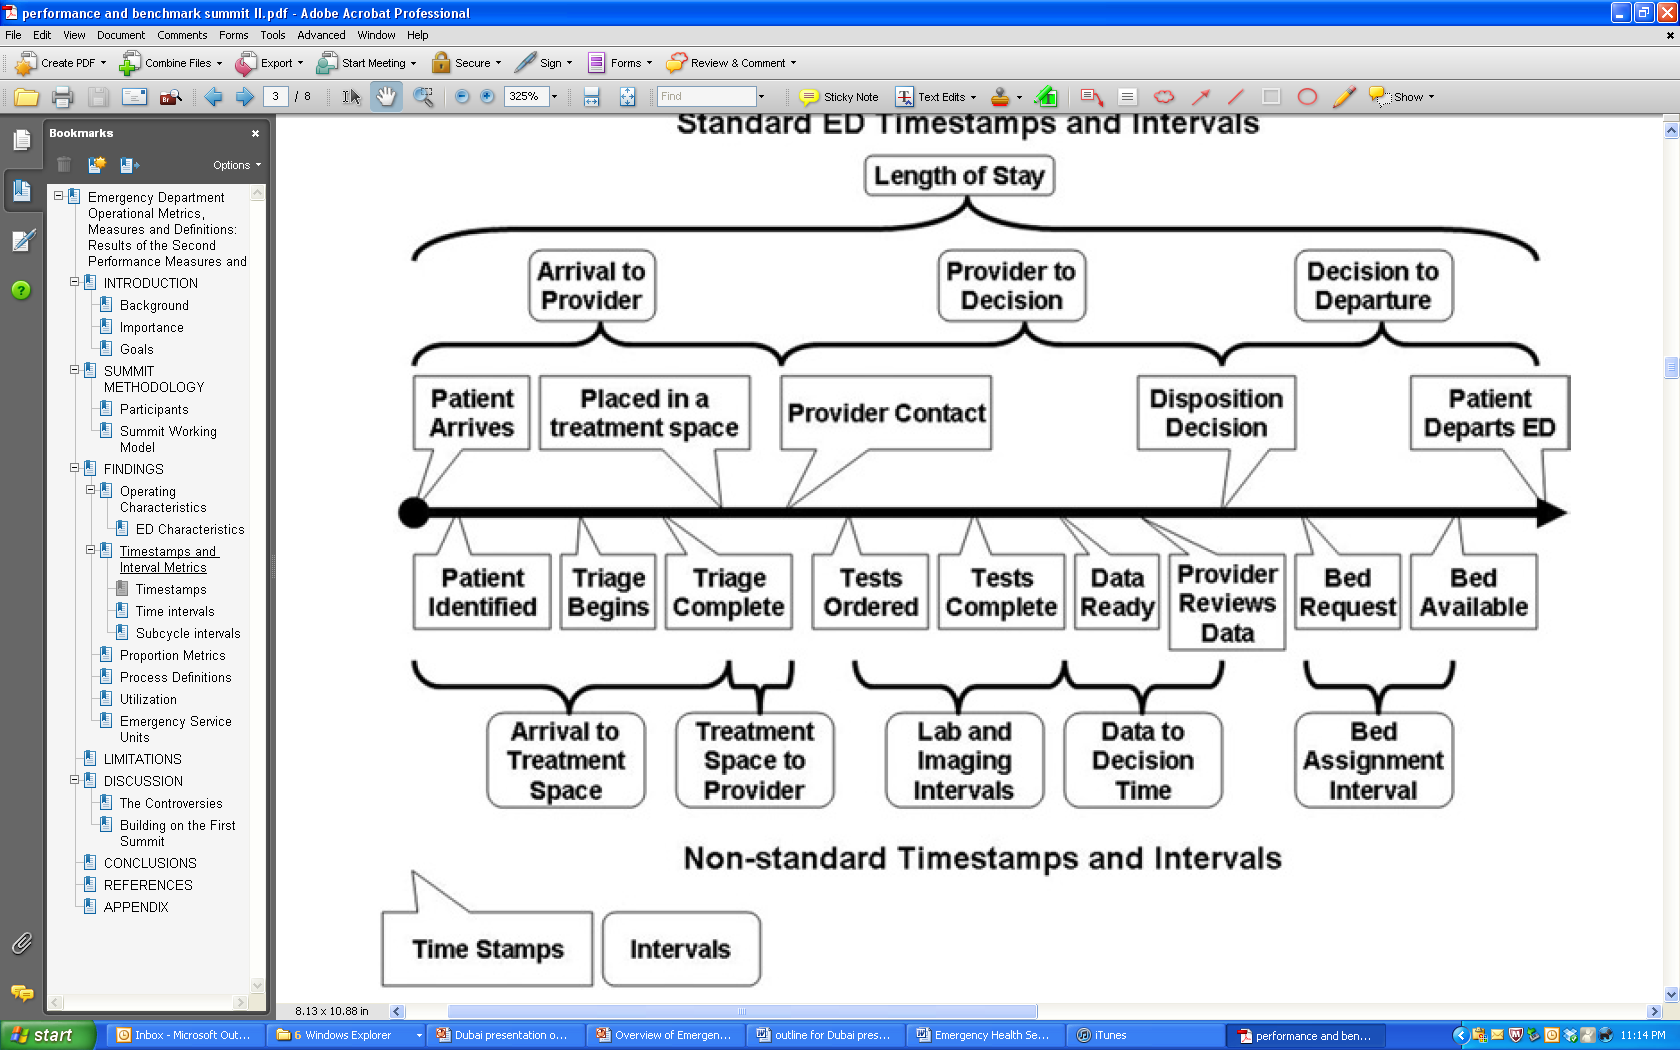 performance and benchmark summit II.pdf - Adobe Acrobat Professional
File Edit View Document Comments Forms Tools Advanced Window Help
Create PDF Combine Files Export Start Meeting Secure Sign Forms Review & Comment
3 / 8 325% Find Sticky Note Text Edits Show
Bookmarks
Options
Emergency Department
Operational Metrics,
Measures and Definitions:
Results of the Second
Performance Measures and
INTRODUCTION
Background
Importance
Goals
SUMMIT
METHODOLOGY
Participants
Summit Working
Model
FINDINGS
Operating
Characteristics
ED Characteristics
Timestamps and
Interval Metrics
Timestamps
Time intervals
Subcycle intervals
Proportion Metrics
Process Definitions
Utilization
Emergency Service
Units
LIMITATIONS
DISCUSSION
The Controversies
Building on the First
Summit
CONCLUSIONS
REFERENCES
APPENDIX
Standard ED Timestamps and Intervals
Length of Stay
Arrival to
Provider
Provider to
Decision
Decision to
Departure
Patient
Arrives
Placed in a
treatment space
Provider Contact
Disposition
Decision
Patient
Departs ED
Patient
Identified
Triage
Begins
Triage
Complete
Tests
Ordered
Tests
Complete
Data
Ready
Provider
Reviews
Data
Bed
Request
Bed
Available
Arrival to
Treatment
Space
Treatment
Space to
Provider
Lab and
Imaging
Intervals
Data to
Decision
Time
Bed
Assignment
Interval
Non-standard Timestamps and Intervals
Time Stamps
Intervals
8.13 x 10.88 in
start Inbox - Microsoft Out... 6 Windows Explorer Dubai presentation o... Overview of Emergen... outline for Dubai pres... Emergency Health Se... iTunes performance and ben... 11:14 PM